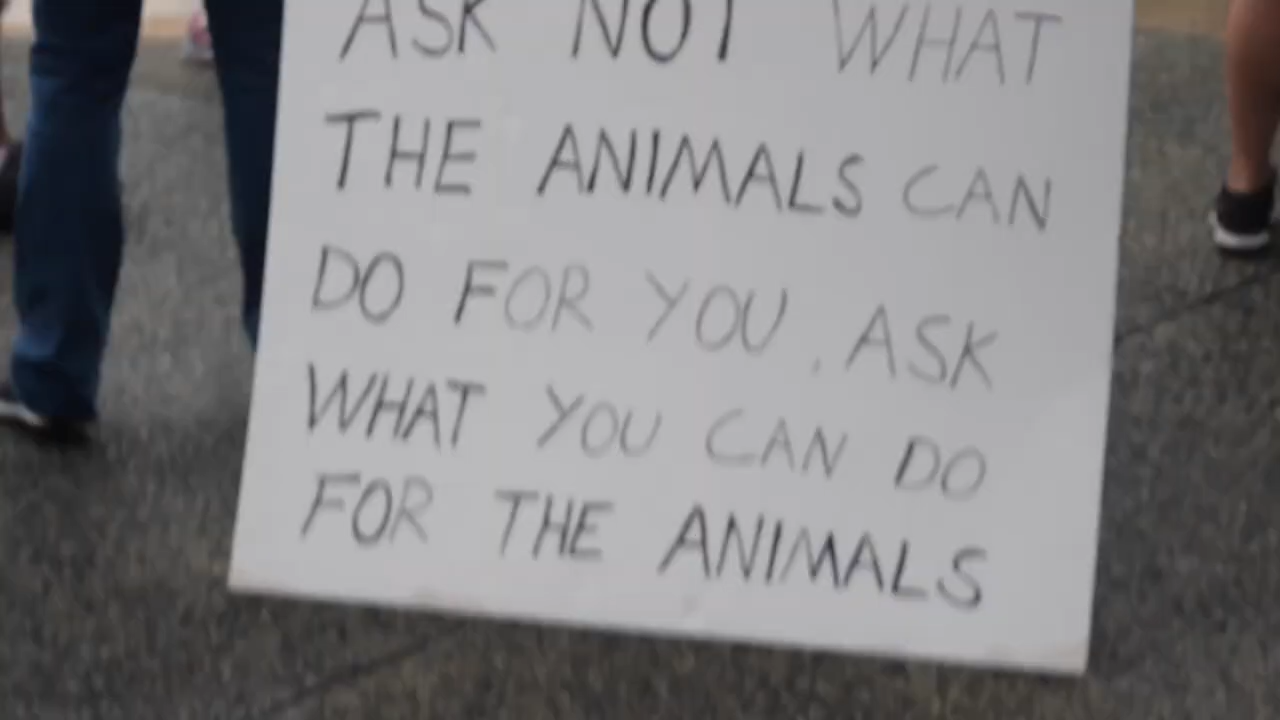 ASK NOT WHAT
THE ANIMALS CAN
DO FOR YOU. ASK
WHAT YOU CAN DO
FOR THE ANIMALS